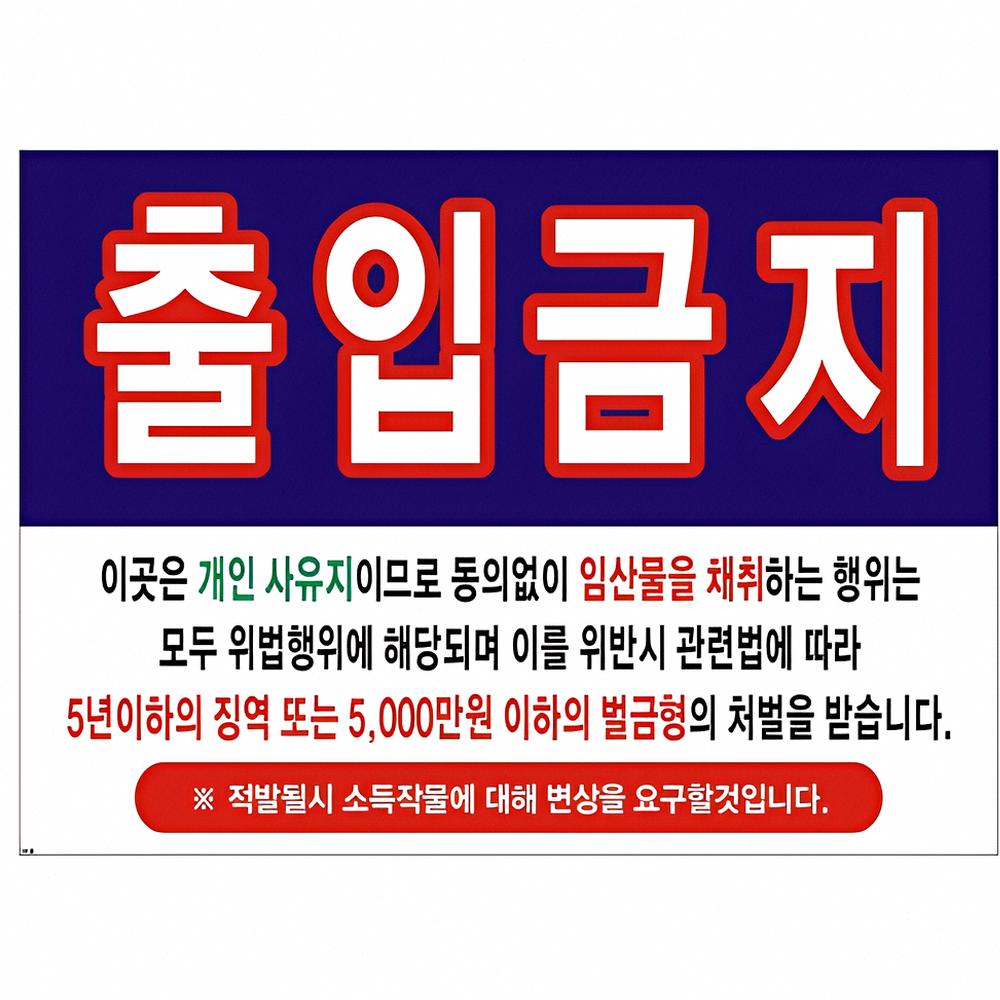 출입금지
이곳은 개인 사유지이므로 동의없이 임산물을 채취하는 행위는
모두 위법행위에 해당되며 이를 위반시 관련법에 따라
5년이하의 징역 또는 5,000만원 이하의 벌금형의 처벌을 받습니다.
※ 적발될시 소득작물에 대해 변상을 요구할것입니다.